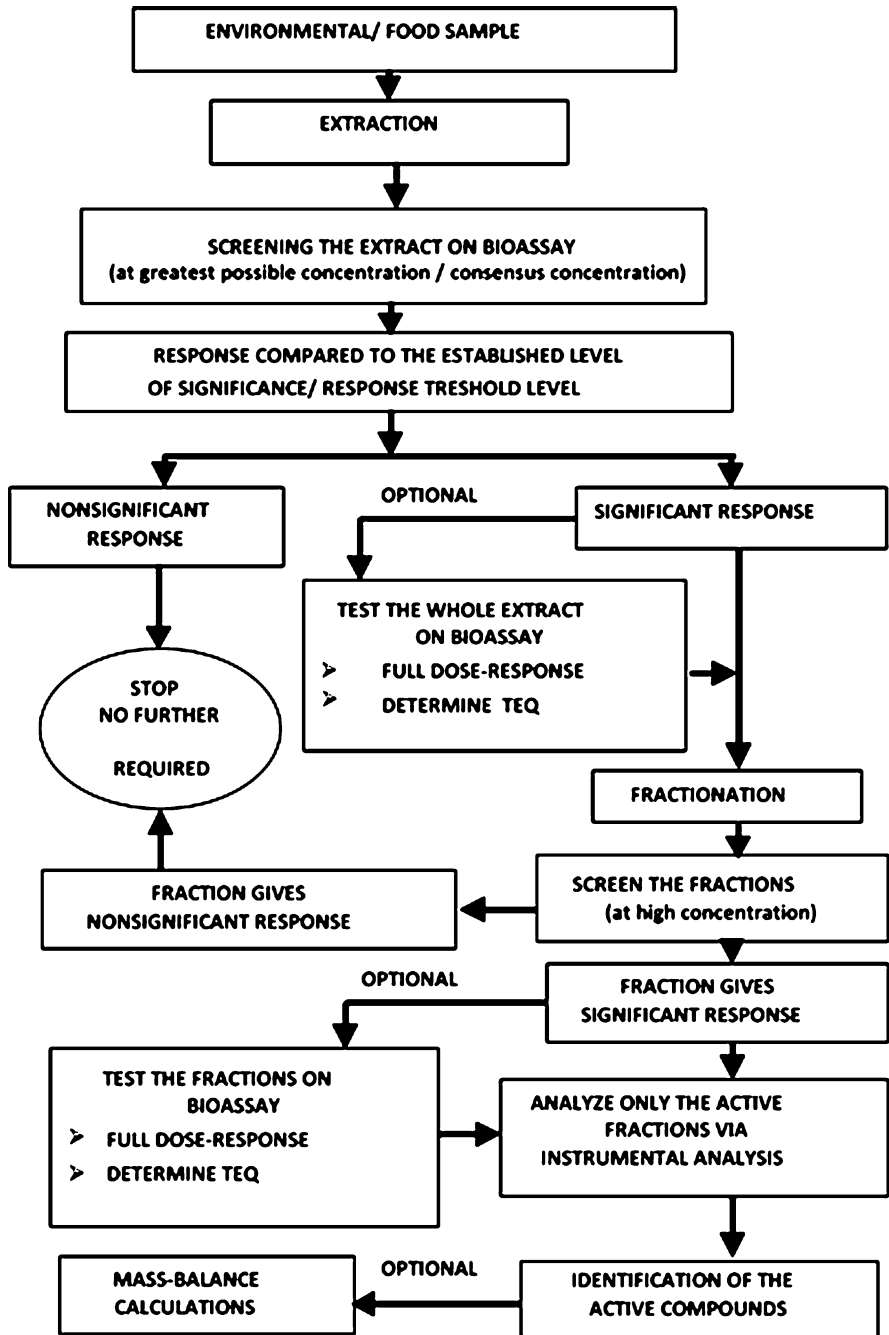 ENVIRONMENTAL/ FOOD SAMPLE
EXTRACTION
SCREENING THE EXTRACT ON BIOASSAY
(at greatest possible concentration / consensus concentration)
RESPONSE COMPARED TO THE ESTABLISHED LEVEL
OF SIGNIFICANCE/ RESPONSE TRESHOLD LEVEL
NONSIGNIFICANT
RESPONSE
OPTIONAL
SIGNIFICANT RESPONSE
TEST THE WHOLE EXTRACT
ON BIOASSAY
➢ FULL DOSE-RESPONSE
➢ DETERMINE TEQ
STOP
NO FURTHER
REQUIRED
FRACTIONATION
SCREEN THE FRACTIONS
(at high concentration)
FRACTION GIVES
NONSIGNIFICANT RESPONSE
OPTIONAL
FRACTION GIVES
SIGNIFICANT RESPONSE
TEST THE FRACTIONS ON
BIOASSAY
➢ FULL DOSE-RESPONSE
➢ DETERMINE TEQ
ANALYZE ONLY THE ACTIVE
FRACTIONS VIA
INSTRUMENTAL ANALYSIS
MASS-BALANCE
CALCULATIONS
OPTIONAL
IDENTIFICATION OF THE
ACTIVE COMPOUNDS